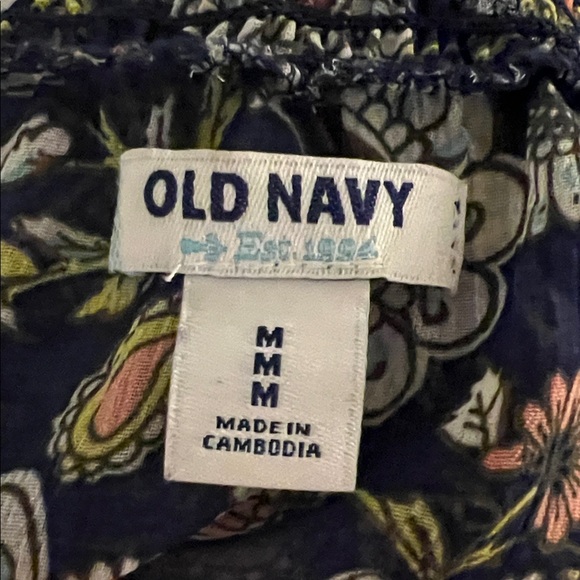 OLD NAVY
Est. 1994
M
M
M
MADE IN
CAMBODIA